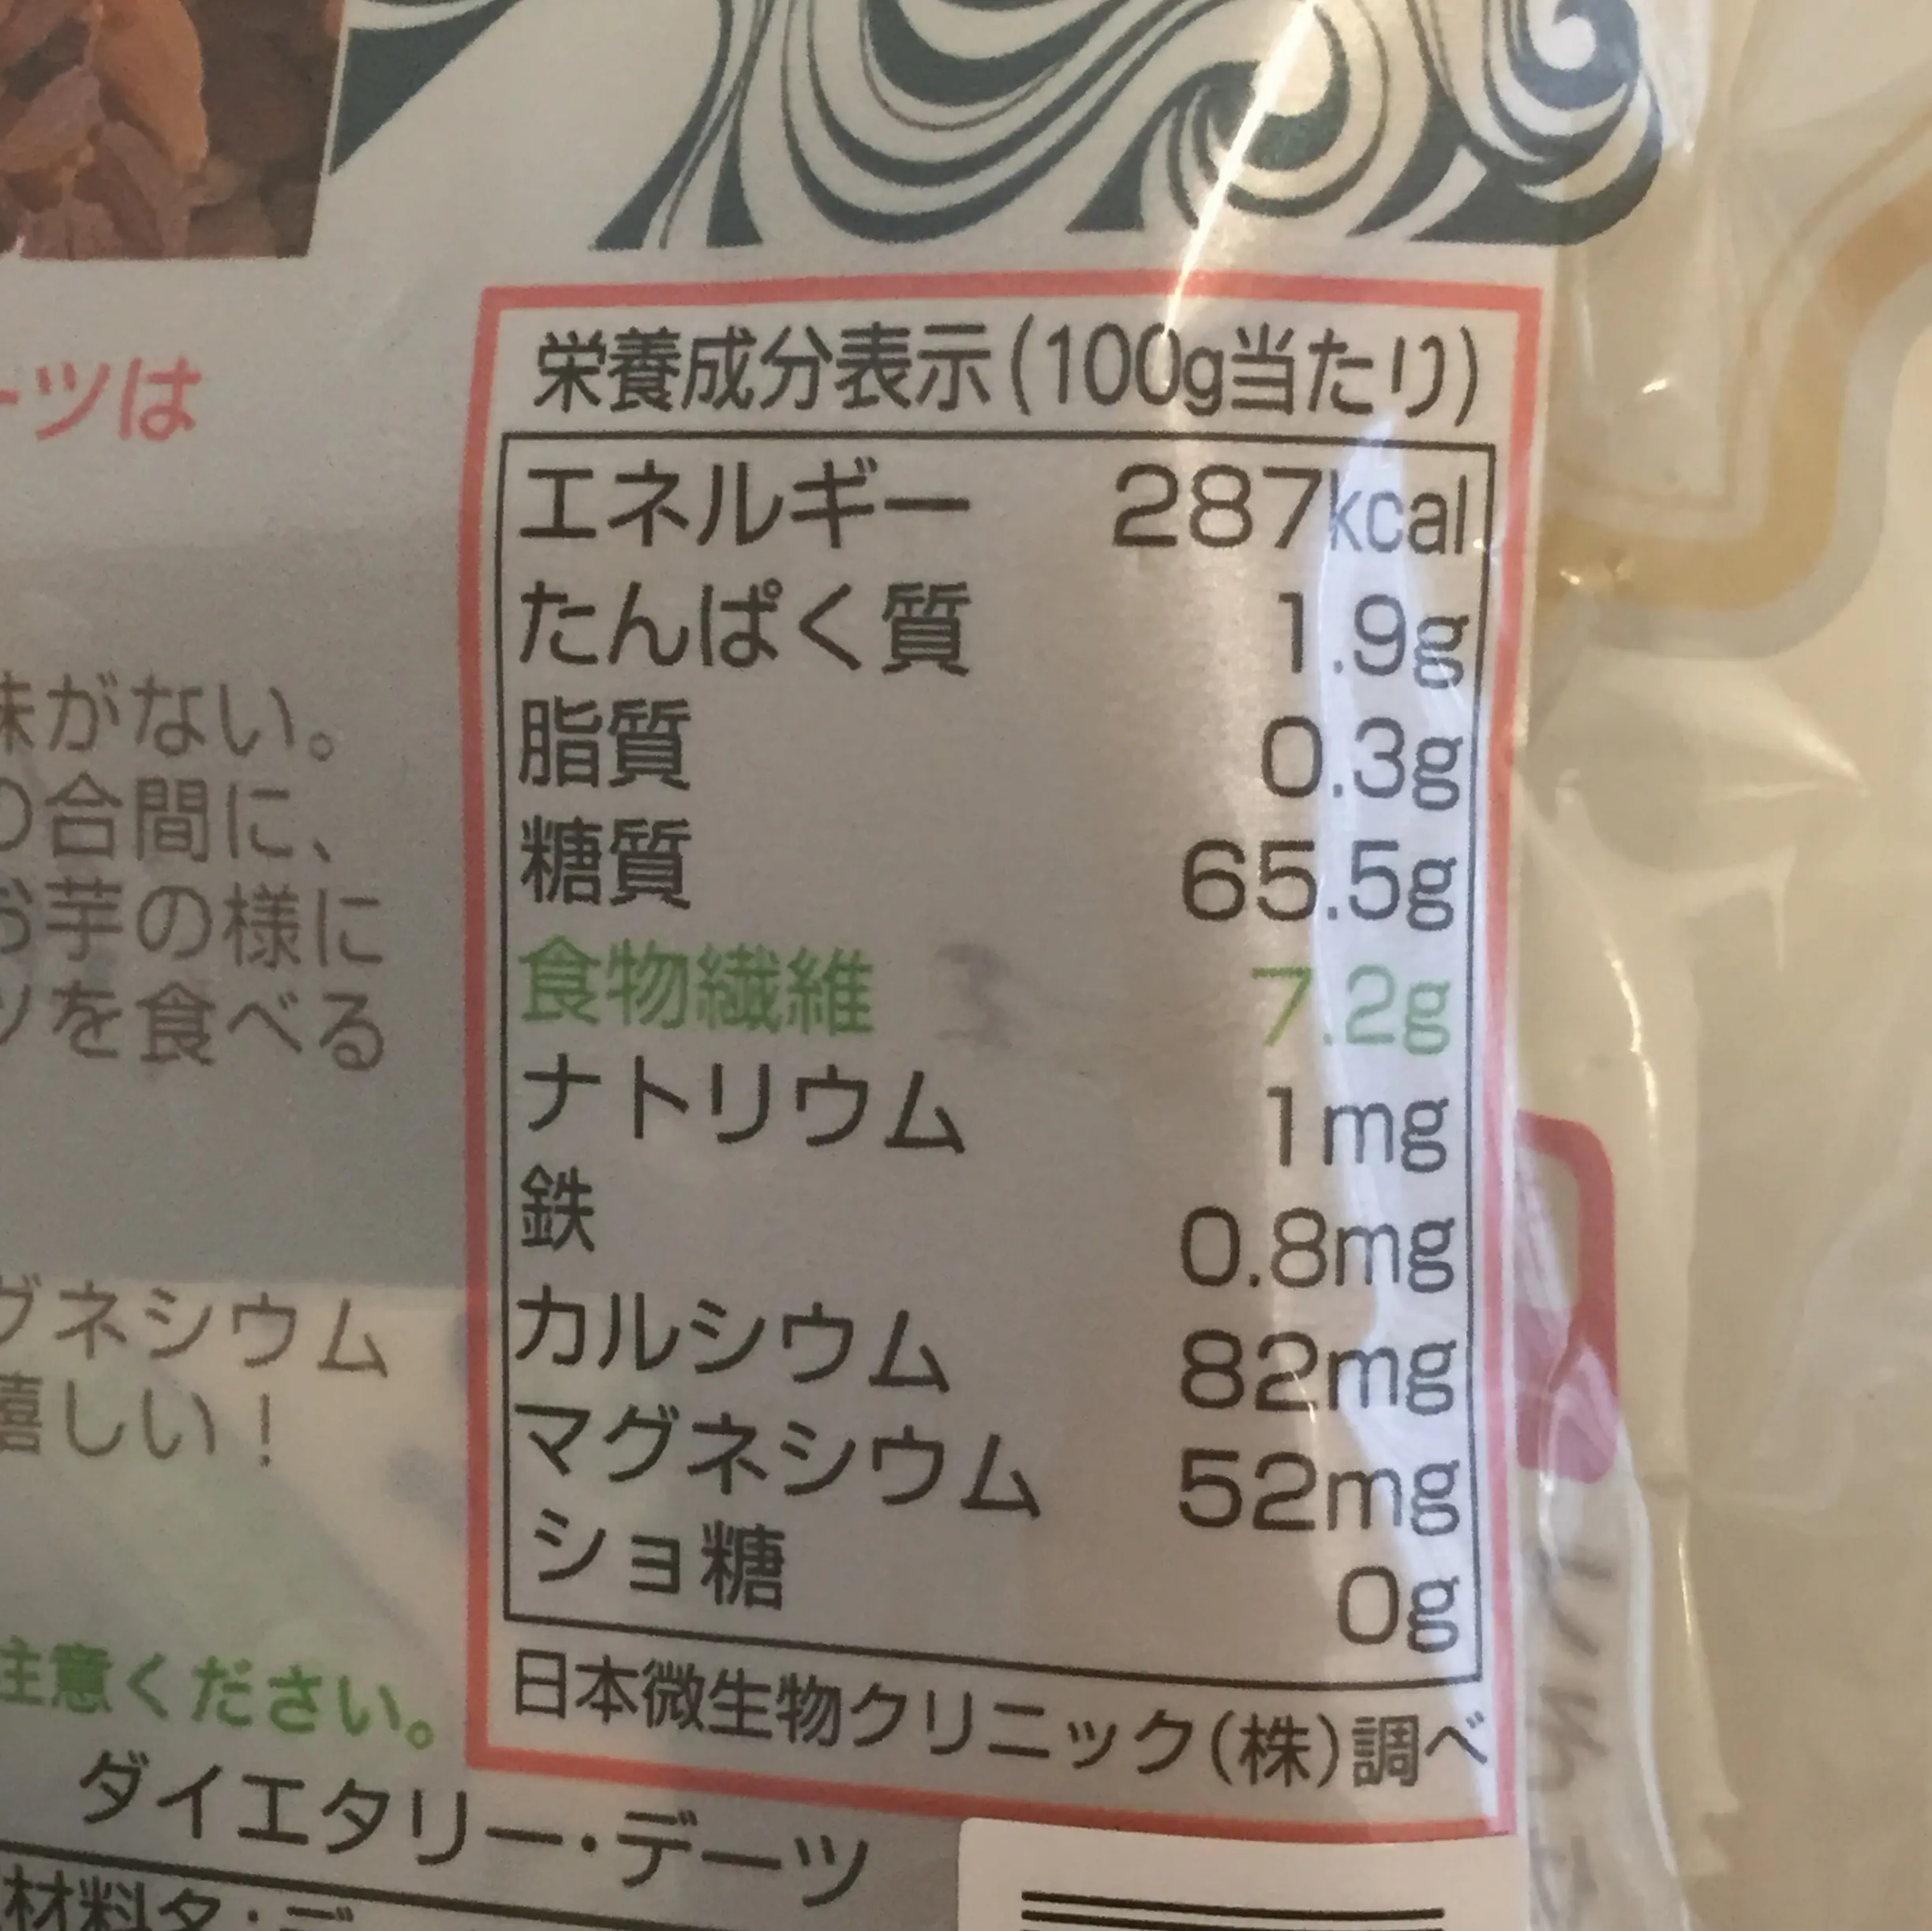 ーツは
栄養成分表示(100g当たり)
エネルギー 287kcal
たんぱく質 1.9g
脂質 0.3g
糖質 65.5g
食物繊維 7.2g
ナトリウム 1mg
鉄 0.8mg
カルシウム 82mg
マグネシウム 52mg
ショ糖 0g
日本微生物クリニック(株)調べ
味がない。
の合間に、
お芋の様に
ツを食べる
グネシウム
嬉しい!
注意ください。
ダイエタリー・デーツ
材料名:デ